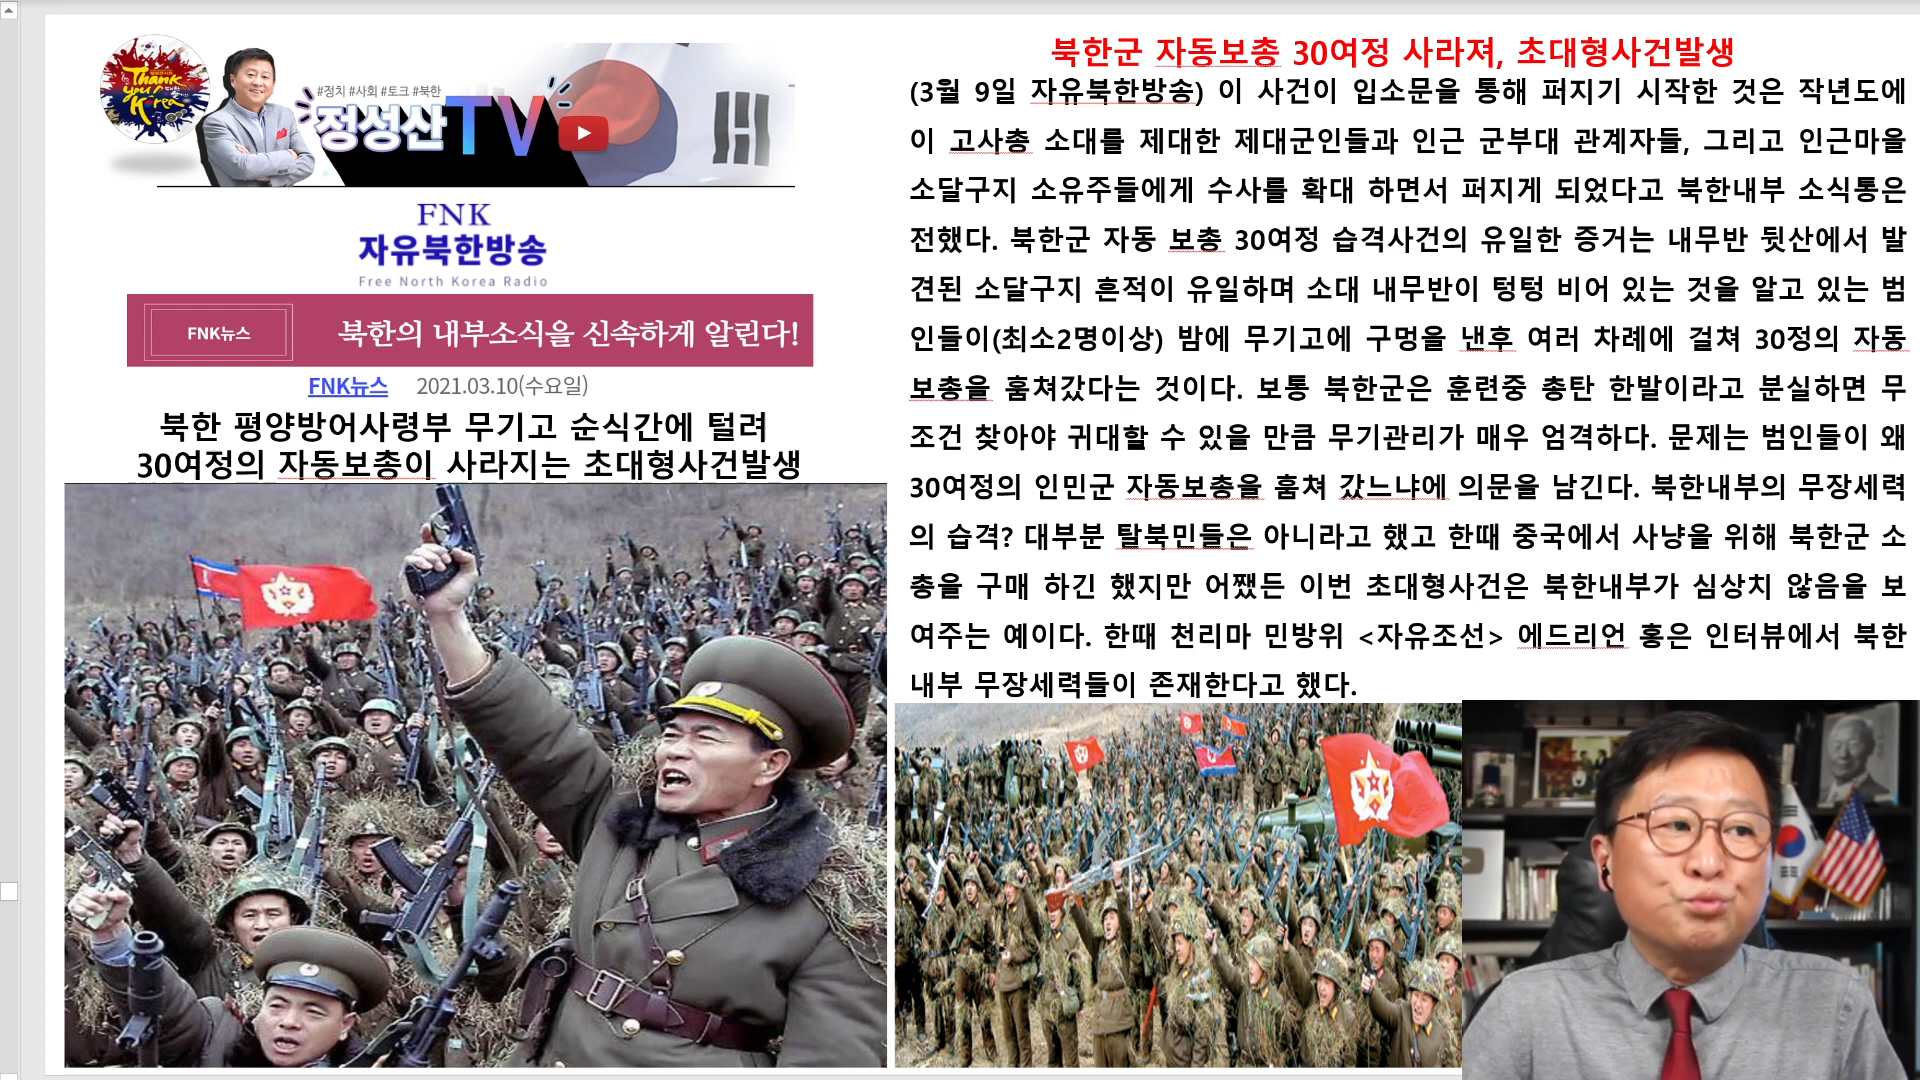 Thank
you
Korea
#정치 #사회 #토크 #북한
정성산TV
FNK
자유북한방송
Free North Korea Radio
FNK뉴스
북한의 내부소식을 신속하게 알린다!
FNK뉴스 2021.03.10(수요일)
북한 평양방어사령부 무기고 순식간에 털려
30여정의 자동보총이 사라지는 초대형사건발생
북한군 자동보총 30여정 사라져, 초대형사건발생
(3월 9일 자유북한방송) 이 사건이 입소문을 통해 퍼지기 시작한 것은 작년도에
이 고사총 소대를 제대한 제대군인들과 인근 군부대 관계자들, 그리고 인근마을
소달구지 소유주들에게 수사를 확대 하면서 퍼지게 되었다고 북한내부 소식통은
전했다. 북한군 자동 보총 30여정 습격사건의 유일한 증거는 내무반 뒷산에서 발
견된 소달구지 흔적이 유일하며 소대 내무반이 텅텅 비어 있는 것을 알고 있는 범
인들이(최소2명이상) 밤에 무기고에 구멍을 낸후 여러 차례에 걸쳐 30정의 자동
보총을 훔쳐갔다는 것이다. 보통 북한군은 훈련중 총탄 한발이라고 분실하면 무
조건 찾아야 귀대할 수 있을 만큼 무기관리가 매우 엄격하다. 문제는 범인들이 왜
30여정의 인민군 자동보총을 훔쳐 갔느냐에 의문을 남긴다. 북한내부의 무장세력
의 습격? 대부분 탈북민들은 아니라고 했고 한때 중국에서 사냥을 위해 북한군 소
총을 구매 하긴 했지만 어쨌든 이번 초대형사건은 북한내부가 심상치 않음을 보
여주는 예이다. 한때 천리마 민방위 <자유조선> 에드리언 홍은 인터뷰에서 북한
내부 무장세력들이 존재한다고 했다.